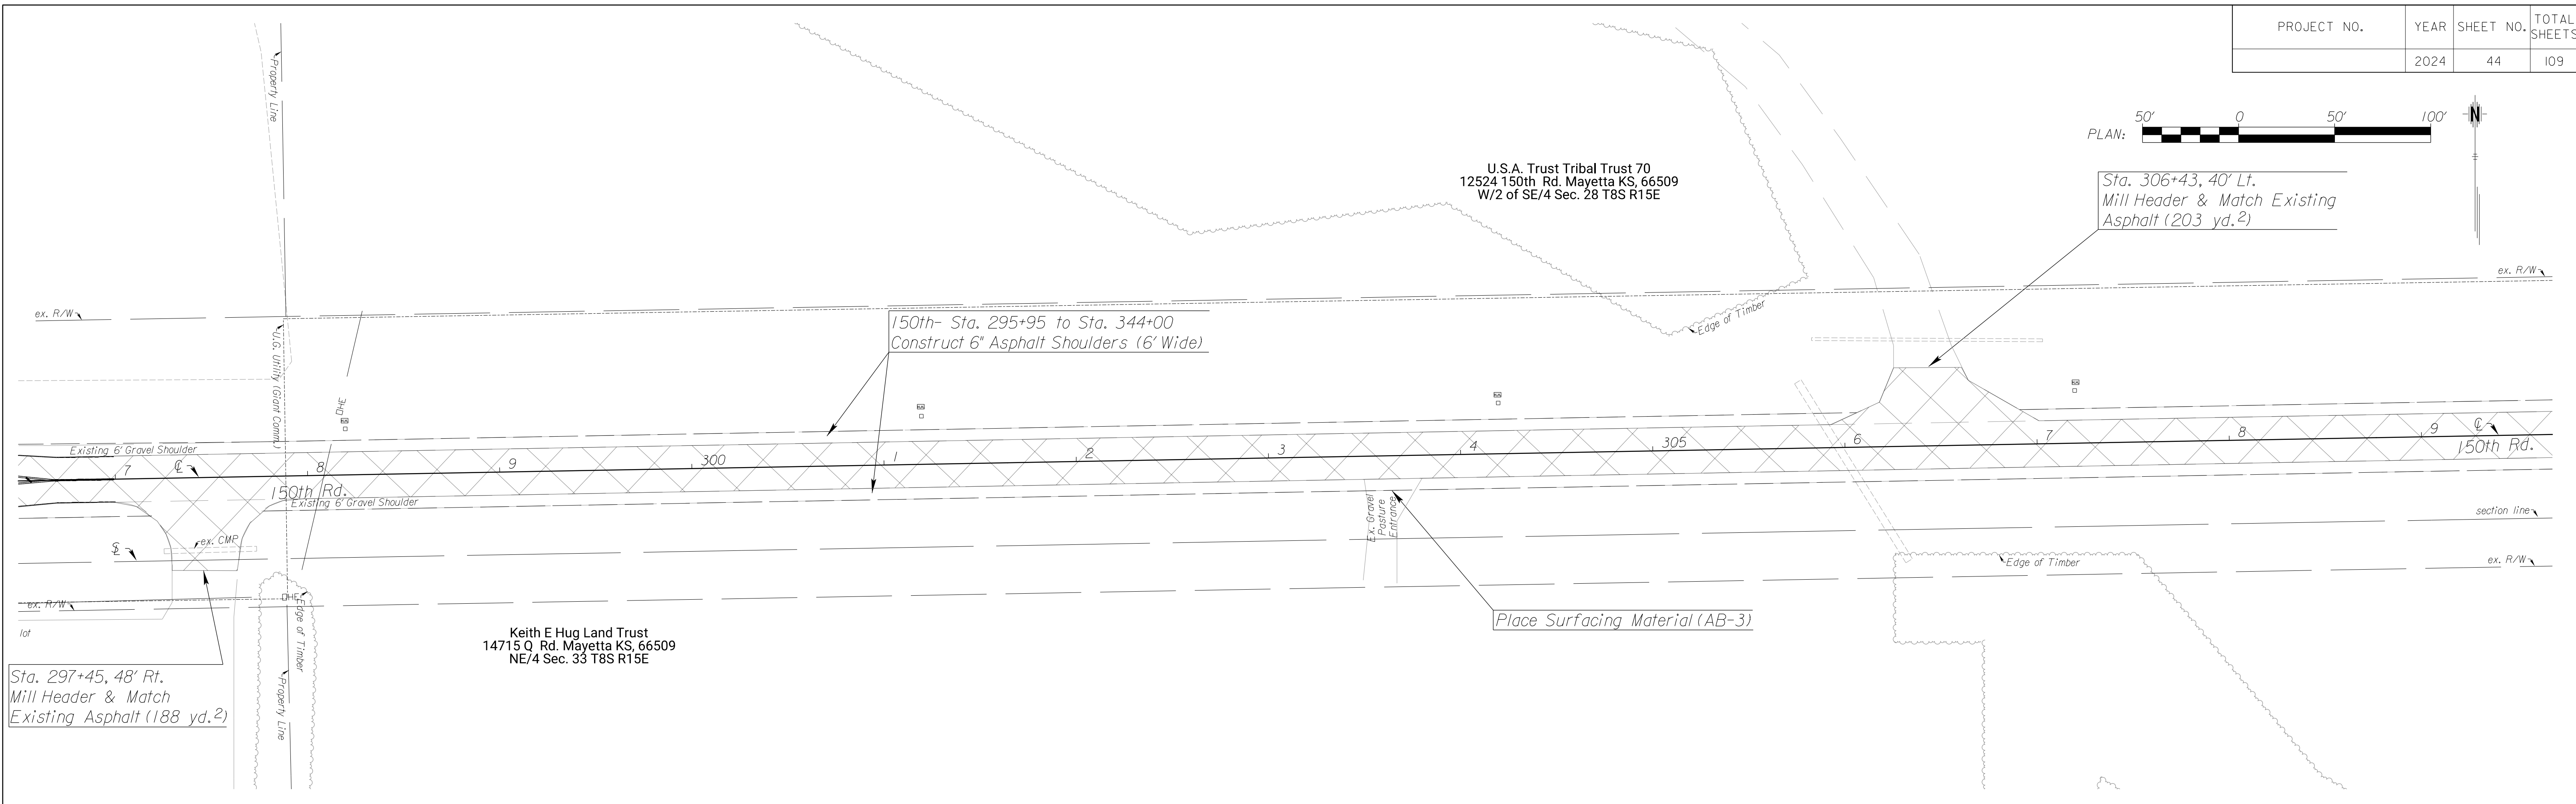 PROJECT NO.
YEAR
SHEET NO.
TOTAL
SHEETS
2024
44
109
50'
0
50'
100'
PLAN:
N
Property Line
U.S.A. Trust Tribal Trust 70
12524 150th Rd. Mayetta KS, 66509
W/2 of SE/4 Sec. 28 T8S R15E
Sta. 306+43, 40' Lt.
Mill Header & Match Existing
Asphalt (203 yd.2)
ex. R/W
ex. R/W
150th- Sta. 295+95 to Sta. 344+00
Construct 6" Asphalt Shoulders (6' Wide)
Edge of Timber
U.G. Utility (Giant Comm.)
OHE
Existing 6' Gravel Shoulder
7
℄
8
9
300
1
2
3
4
305
6
7
8
9
℄
150th Rd.
150th Rd.
Existing 6' Gravel Shoulder
Ex. Gravel
Pasture
Entrance
section line
ex. CMP
Edge of Timber
ex. R/W
OHE
ex. R/W
Edge of Timber
lot
Place Surfacing Material (AB-3)
Keith E Hug Land Trust
14715 Q Rd. Mayetta KS, 66509
NE/4 Sec. 33 T8S R15E
Property Line
Sta. 297+45, 48' Rt.
Mill Header & Match
Existing Asphalt (188 yd.2)